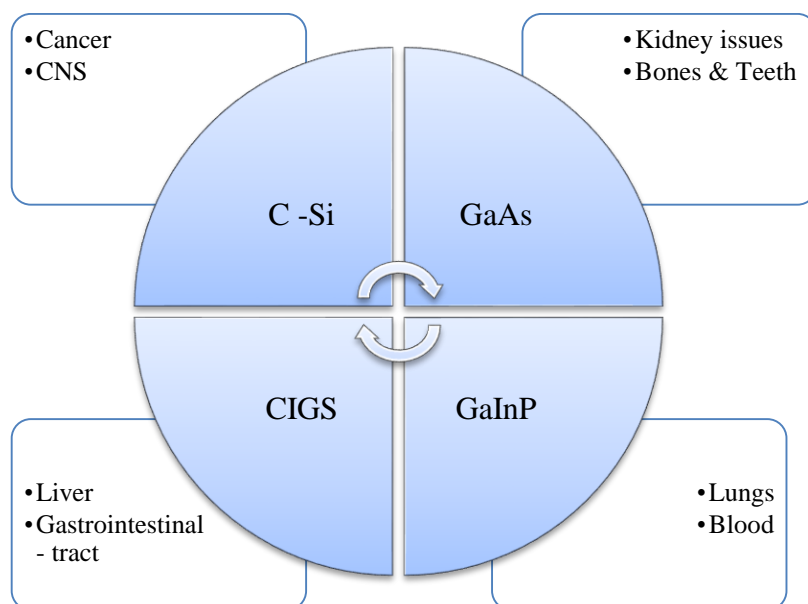 •Cancer
•CNS
•Kidney issues
•Bones & Teeth
C -Si
GaAs
CIGS
GaInP
•Liver
•Gastrointestinal
- tract
•Lungs
•Blood